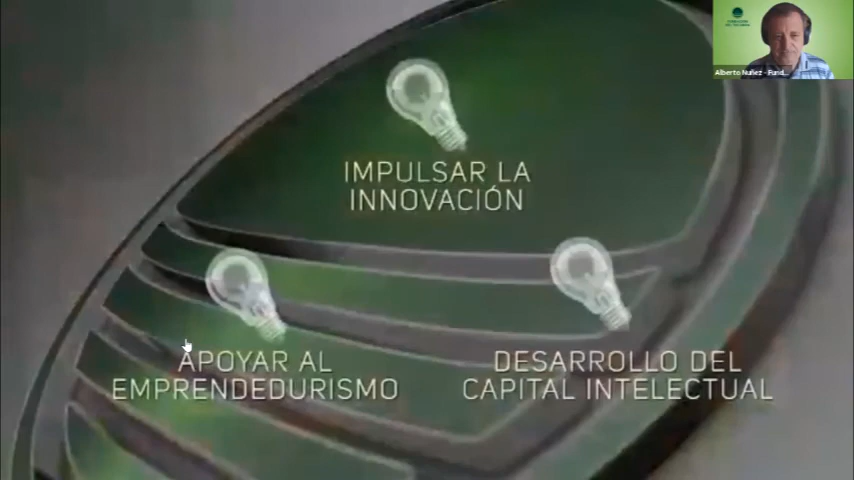 IMPULSAR LA
INNOVACIÓN
APOYAR AL
EMPRENDEDURISMO
DESARROLLO DEL
CAPITAL INTELECTUAL
Alberto Nuñez - Fund...